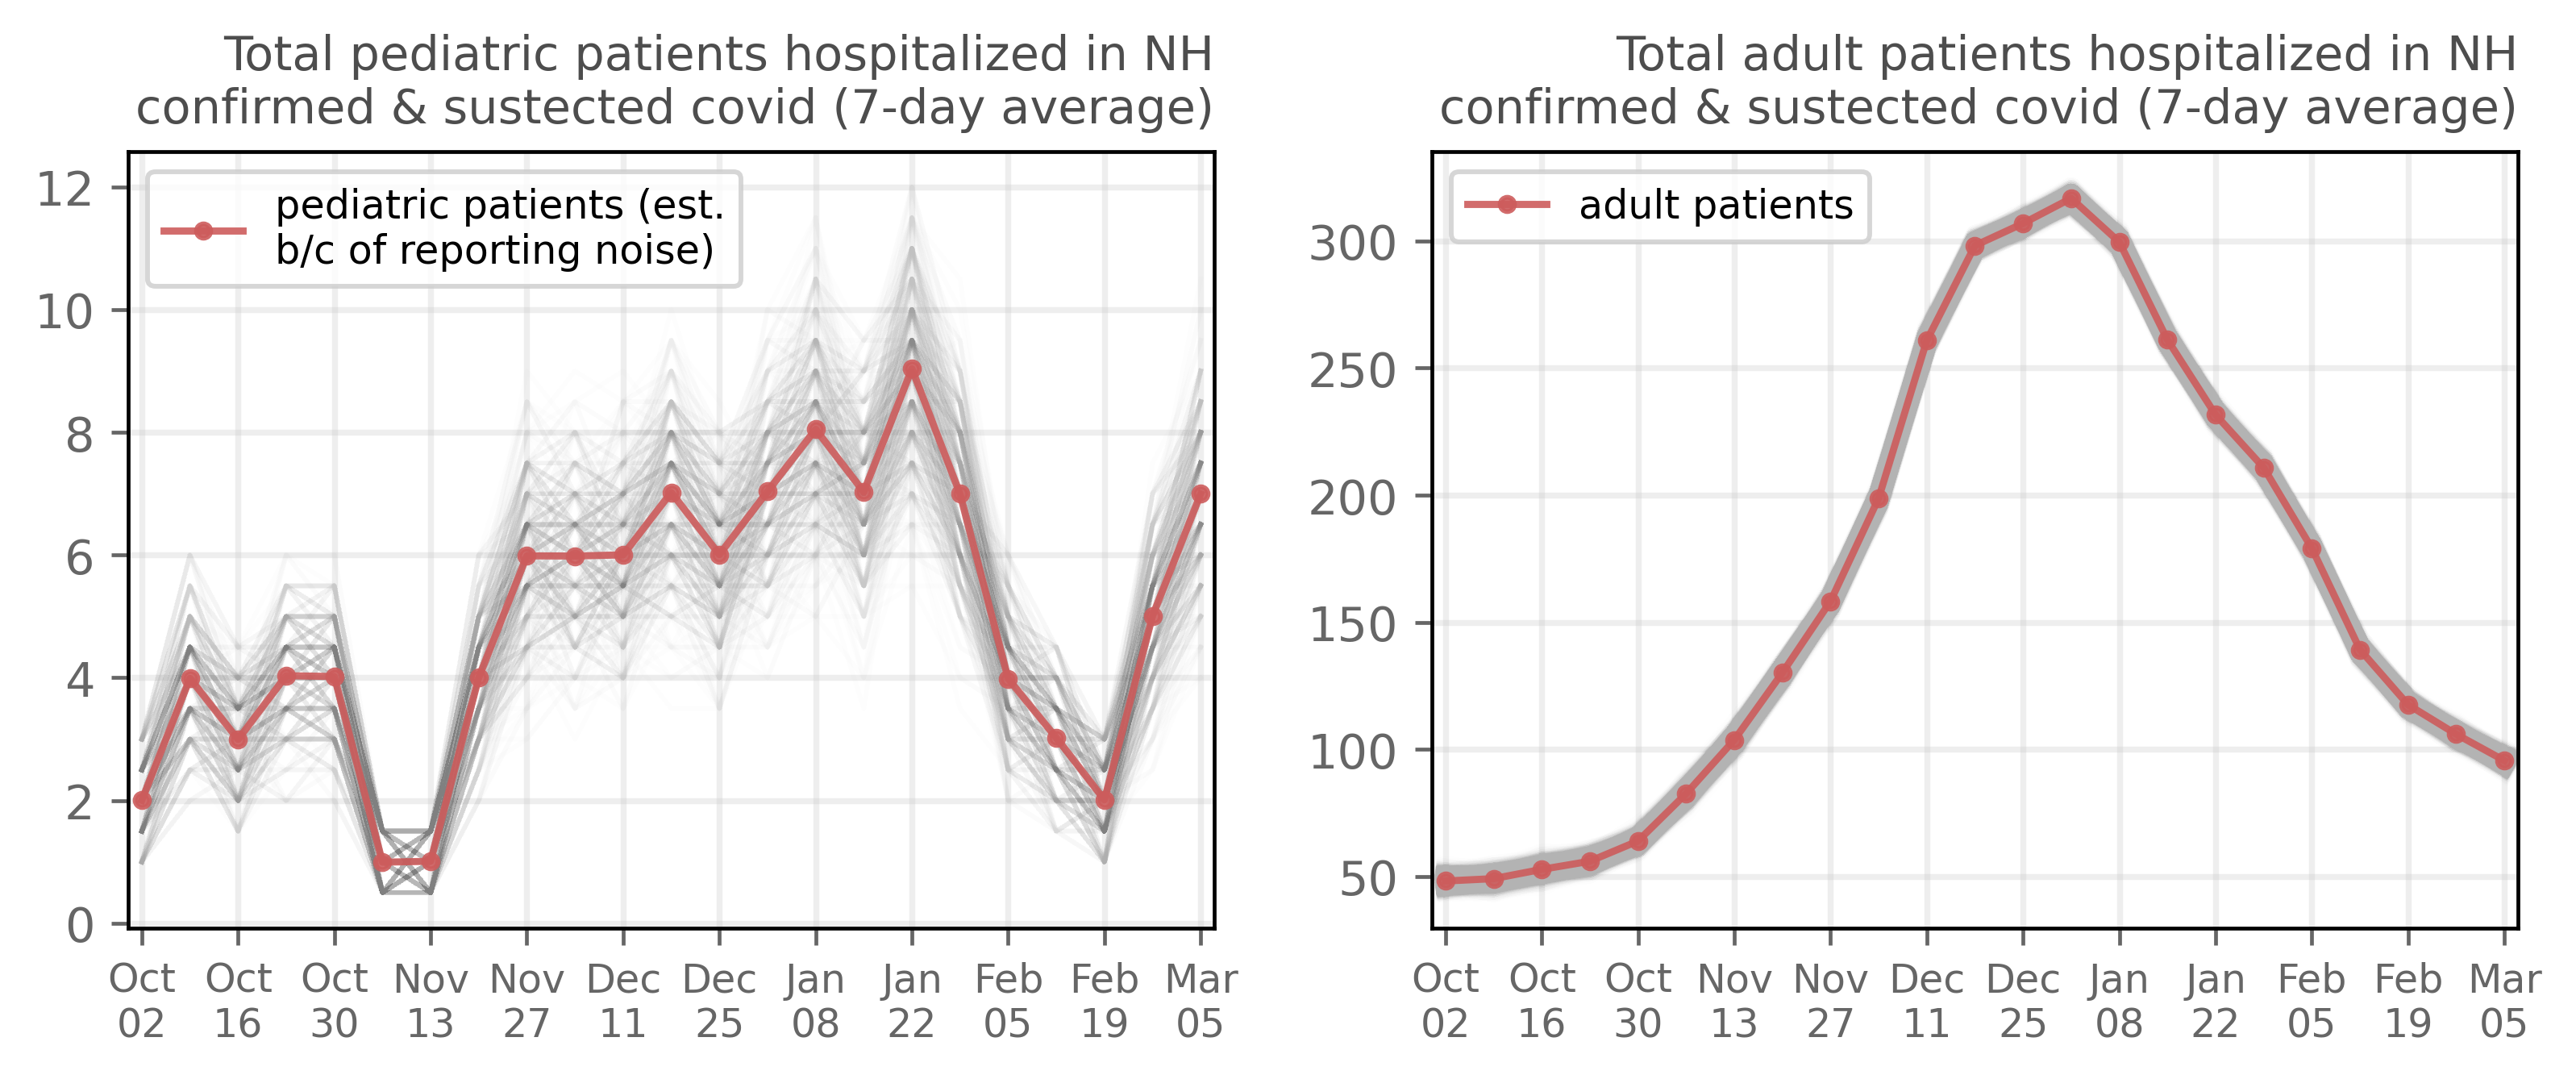 Total pediatric patients hospitalized in NH
confirmed & sustected covid (7-day average)
pediatric patients (est.
b/c of reporting noise)
12
10
8
6
4
2
0
Oct Oct Oct Nov Nov Dec Dec Jan Jan Feb Feb Mar
02 16 30 13 27 11 25 08 22 05 19 05
Total adult patients hospitalized in NH
confirmed & sustected covid (7-day average)
adult patients
300
250
200
150
100
50
Oct Oct Oct Nov Nov Dec Dec Jan Jan Feb Feb Mar
02 16 30 13 27 11 25 08 22 05 19 05